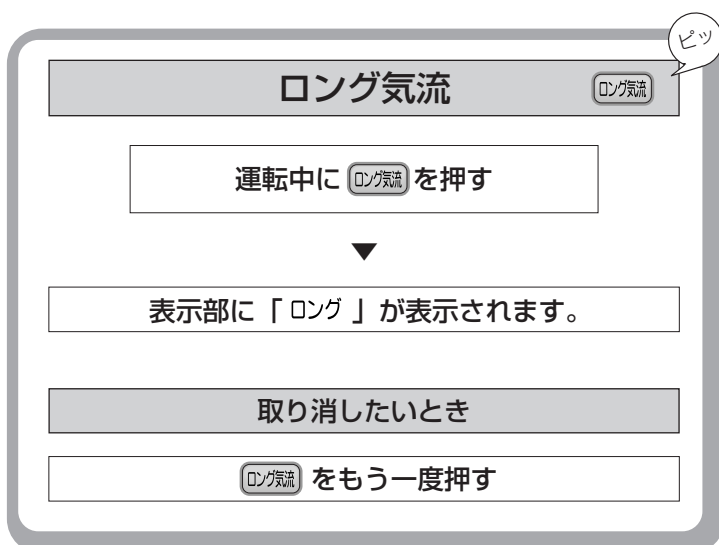 ピッ
ロング気流 ロング気流
運転中に ロング気流 を押す
▼
表示部に「 ロング 」が表示されます。
取り消したいとき
ロング気流 をもう一度押す